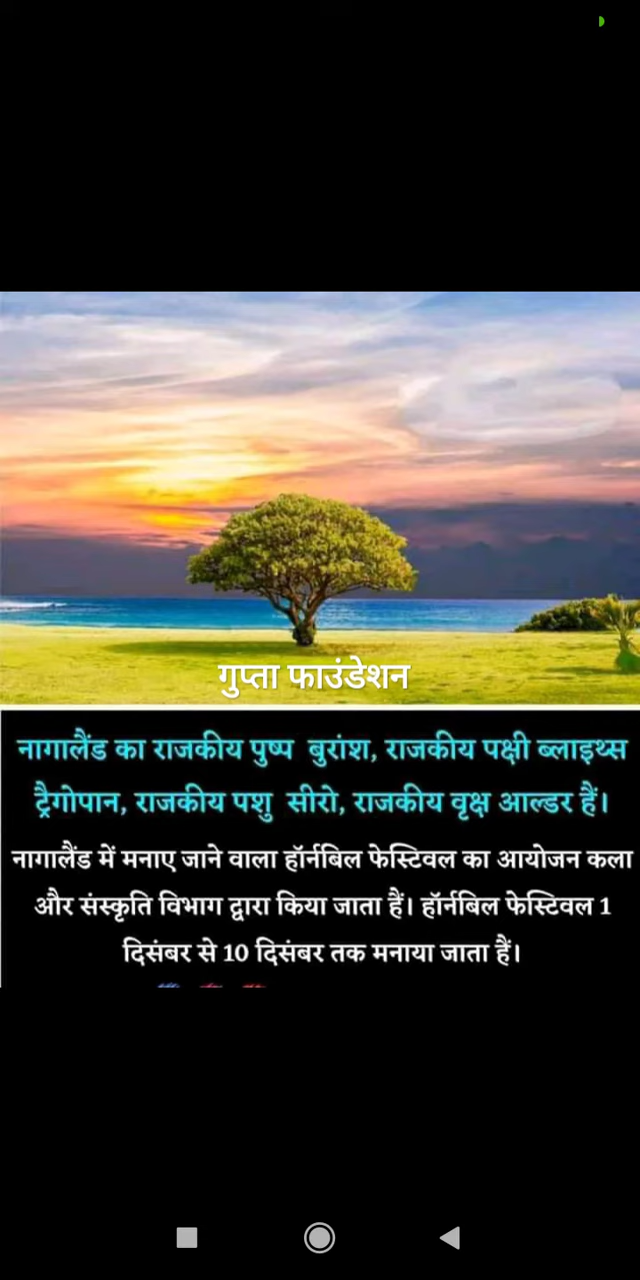 गुप्ता फाउंडेशन
नागालैंड का राजकीय पुष्प बुरांश, राजकीय पक्षी ब्लाइथ्स
ट्रैगोपान, राजकीय पशु सीरो, राजकीय वृक्ष आल्डर हैं।
नागालैंड में मनाए जाने वाला हॉर्नबिल फेस्टिवल का आयोजन कला
और संस्कृति विभाग द्वारा किया जाता हैं। हॉर्नबिल फेस्टिवल 1
दिसंबर से 10 दिसंबर तक मनाया जाता हैं।